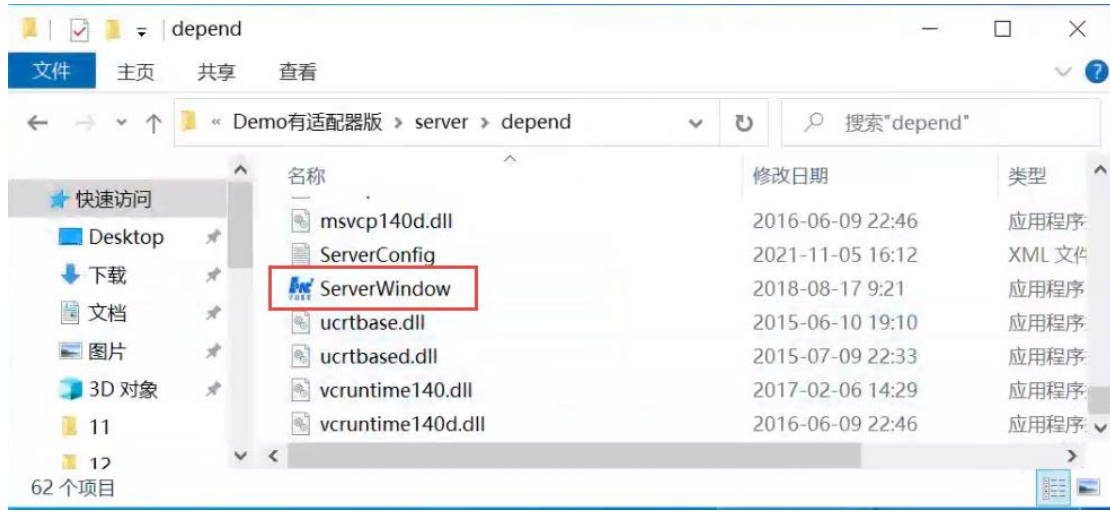 depend
文件 主页 共享 查看
« Demo有适配器版 › server › depend 搜索"depend"
名称 修改日期 类型
快速访问
msvcp140d.dll 2016-06-09 22:46 应用程序
Desktop
ServerConfig 2021-11-05 16:12 XML 文件
下载
ServerWindow 2018-08-17 9:21 应用程序
文档
ucrtbase.dll 2015-06-10 19:10 应用程序
图片
ucrtbased.dll 2015-07-09 22:33 应用程序
3D 对象
vcruntime140.dll 2017-02-06 14:29 应用程序
11
vcruntime140d.dll 2016-06-09 22:46 应用程序
12
62 个项目